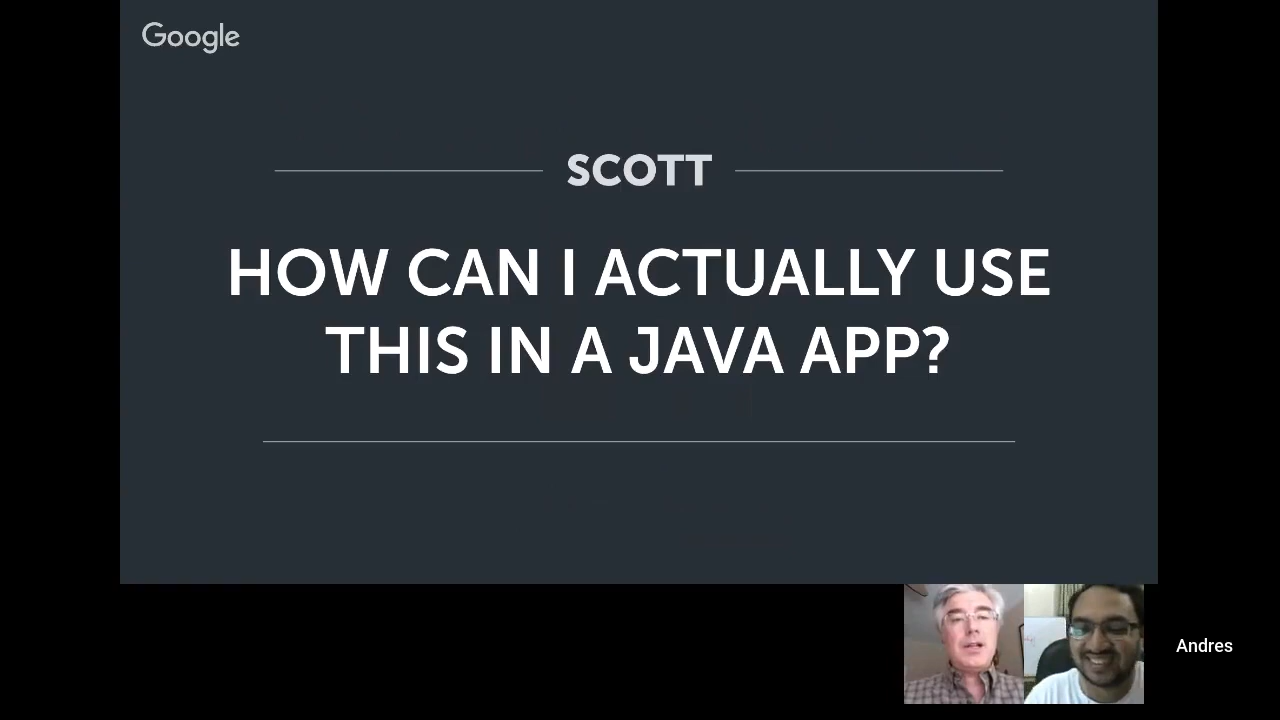 Google
SCOTT
HOW CAN I ACTUALLY USE
THIS IN A JAVA APP?
Andres